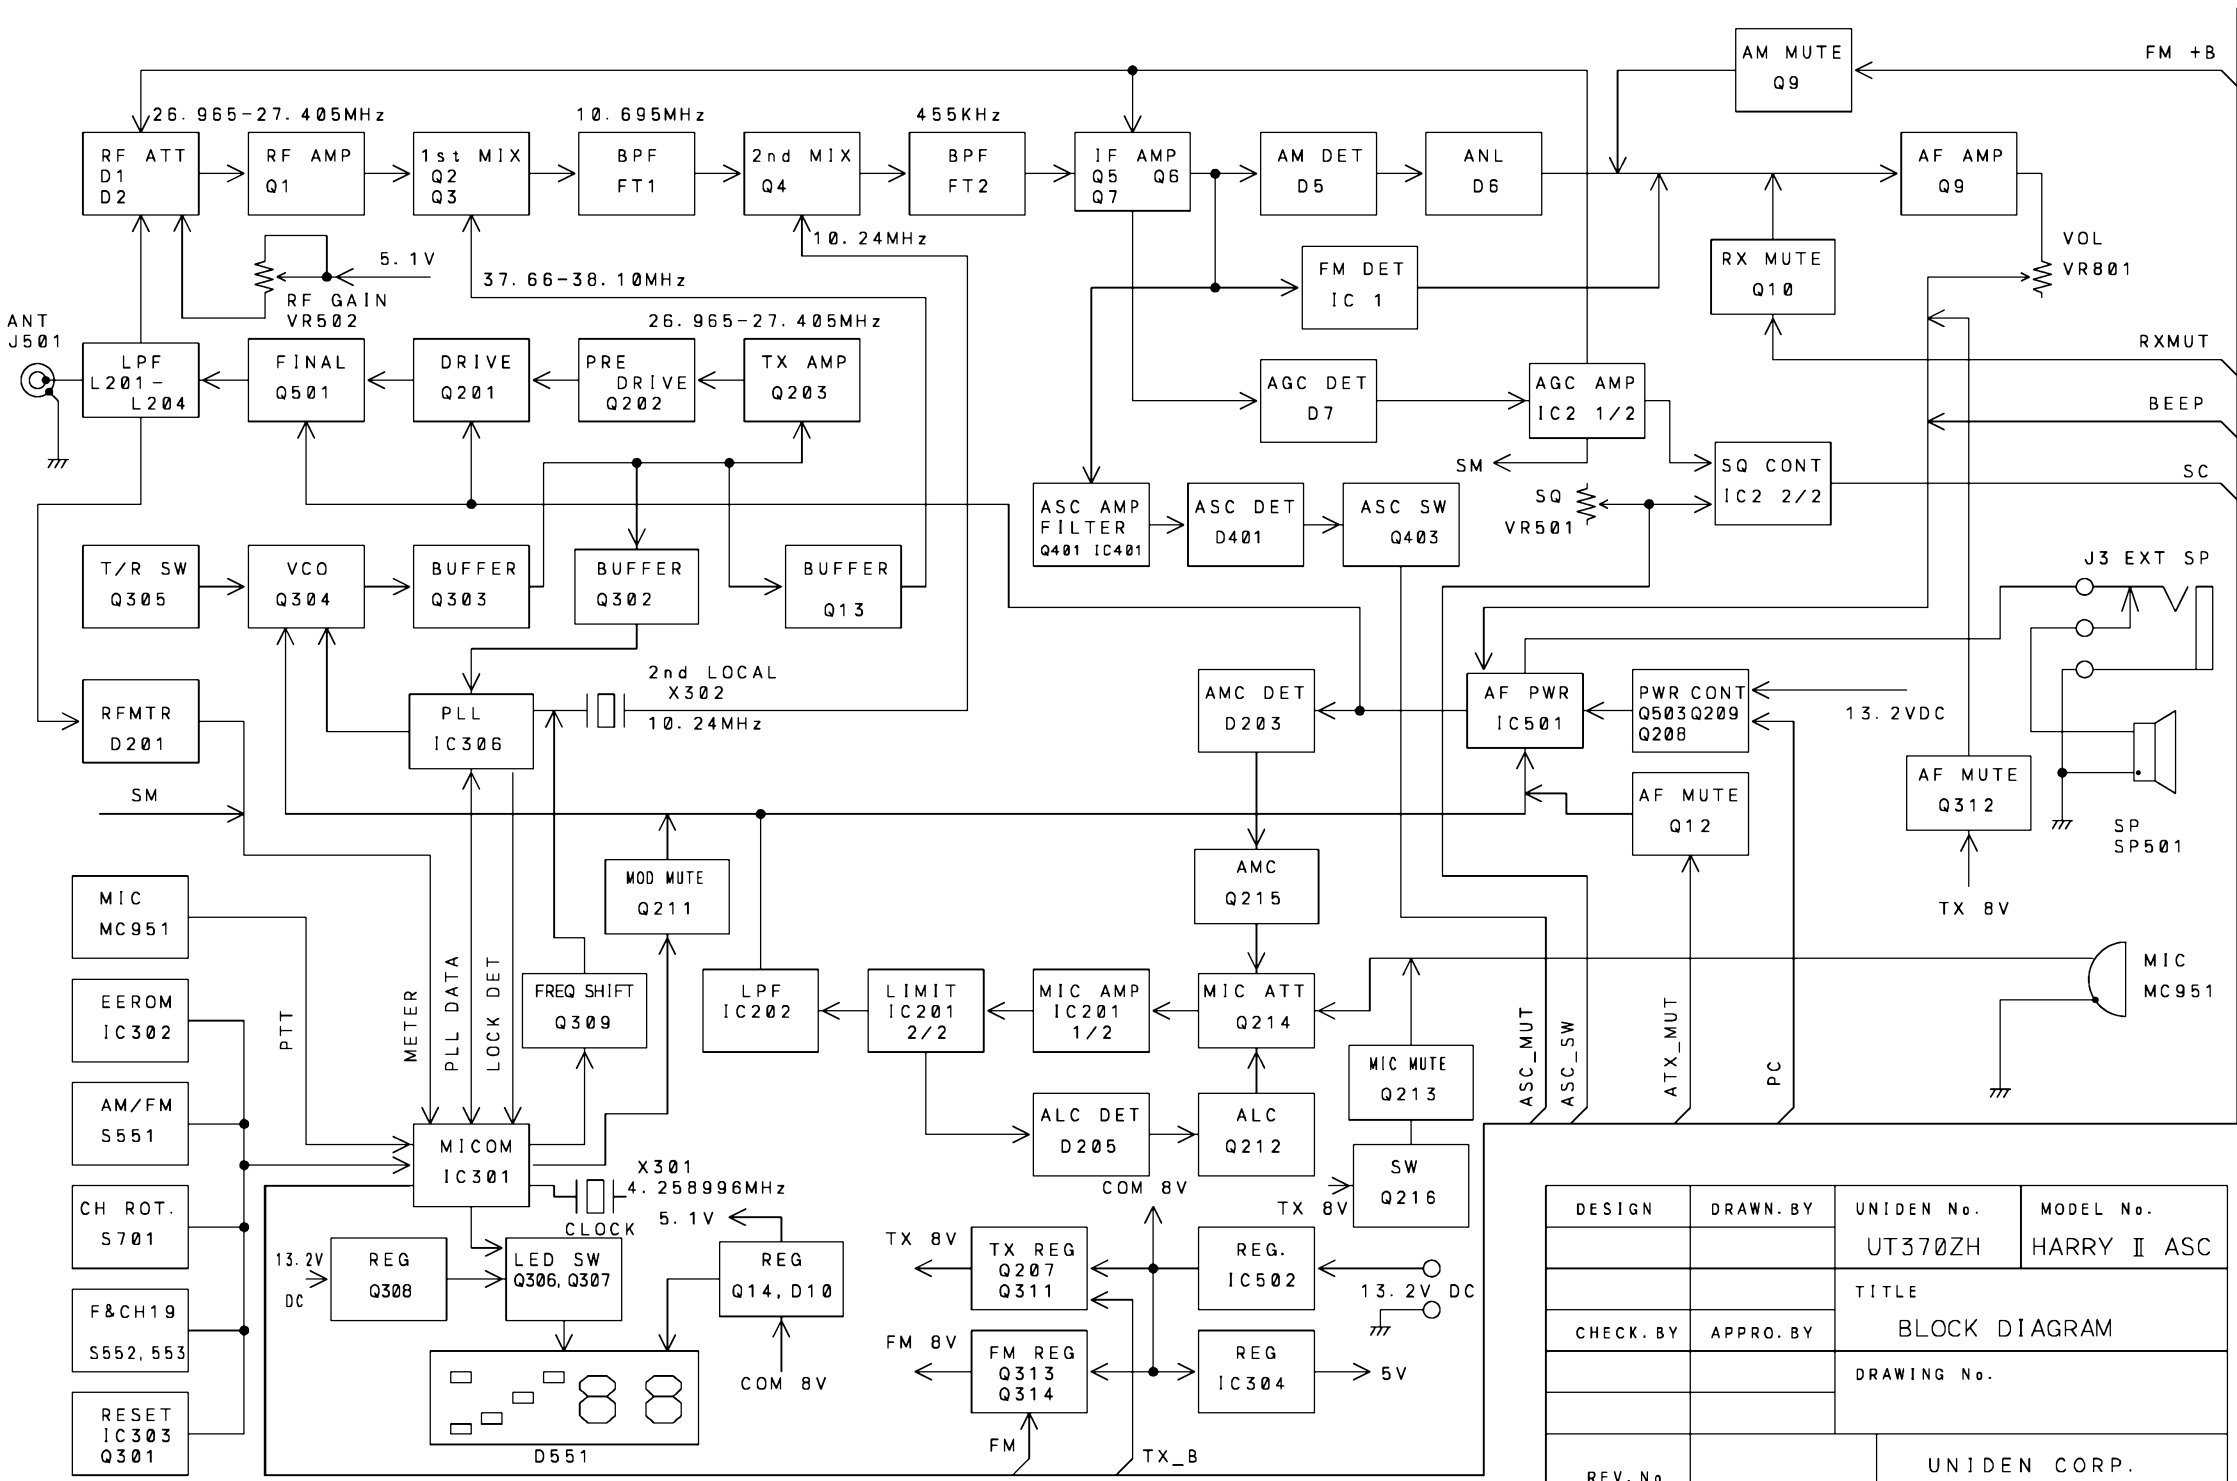 AM MUTE
Q9
FM +B
26.965-27.405MHz
10.695MHz
455KHz
RF ATT
D1
D2
RF AMP
Q1
1st MIX
Q2
Q3
BPF
FT1
2nd MIX
Q4
BPF
FT2
IF AMP
Q5 Q6
Q7
AM DET
D5
ANL
D6
AF AMP
Q9
10.24MHz
5.1V
37.66-38.10MHz
RF GAIN
VR502
FM DET
IC 1
RX MUTE
Q10
VOL
VR801
ANT
J501
26.965-27.405MHz
RXMUT
LPF
L201-
L204
FINAL
Q501
DRIVE
Q201
PRE
DRIVE
Q202
TX AMP
Q203
AGC DET
D7
AGC AMP
IC2 1/2
BEEP
SM
SQ CONT
IC2 2/2
SC
SQ
VR501
ASC AMP
FILTER
Q401 IC401
ASC DET
D401
ASC SW
Q403
T/R SW
Q305
VCO
Q304
BUFFER
Q303
BUFFER
Q302
BUFFER
Q13
J3 EXT SP
2nd LOCAL
X302
10.24MHz
RFMTR
D201
PLL
IC306
AMC DET
D203
AF PWR
IC501
PWR CONT
Q503 Q209
Q208
13.2VDC
SM
AF MUTE
Q12
AF MUTE
Q312
SP
SP501
TX 8V
MOD MUTE
Q211
AMC
Q215
MIC
MC951
MIC
MC951
EEROM
IC302
PTT
METER
PLL DATA
LOCK DET
FREQ SHIFT
Q309
LPF
IC202
LIMIT
IC201
2/2
MIC AMP
IC201
1/2
MIC ATT
Q214
MIC MUTE
Q213
ASC_MUT
ASC_SW
ATX_MUT
PC
AM/FM
S551
MICOM
IC301
ALC DET
D205
ALC
Q212
SW
Q216
TX 8V
X301
4.258996MHz
CLOCK
CH ROT.
S701
5.1V
COM 8V
13.2V
DC
REG
Q308
LED SW
Q306,Q307
REG
Q14,D10
TX 8V
TX REG
Q207
Q311
REG.
IC502
13.2V DC
F&CH19
S552,553
FM 8V
FM REG
Q313
Q314
REG
IC304
5V
COM 8V
RESET
IC303
Q301
D551
FM
TX_B
DESIGN
DRAWN.BY
UNIDEN No.
UT370ZH
MODEL No.
HARRY II ASC
TITLE
BLOCK DIAGRAM
CHECK.BY
APPRO.BY
DRAWING No.
REV.No
UNIDEN CORP.